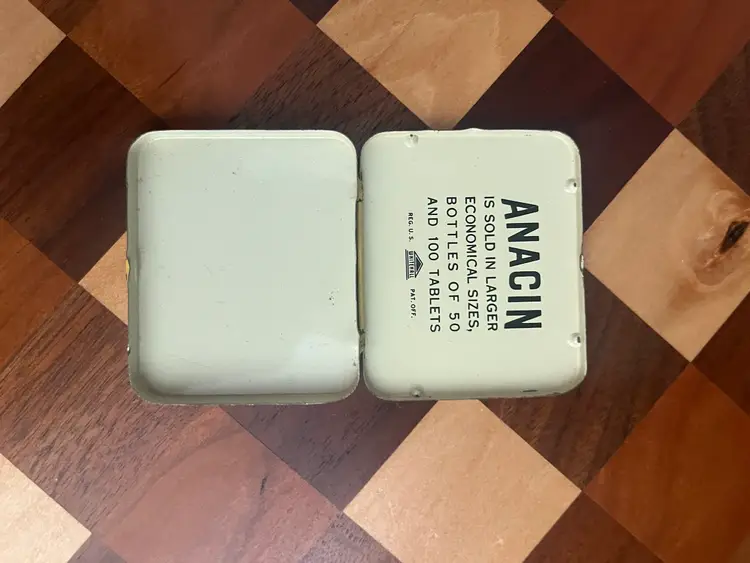 ANACIN
IS SOLD IN LARGER
ECONOMICAL SIZES,
BOTTLES OF 50
AND 100 TABLETS
REG. U. S. PAT. OFF.